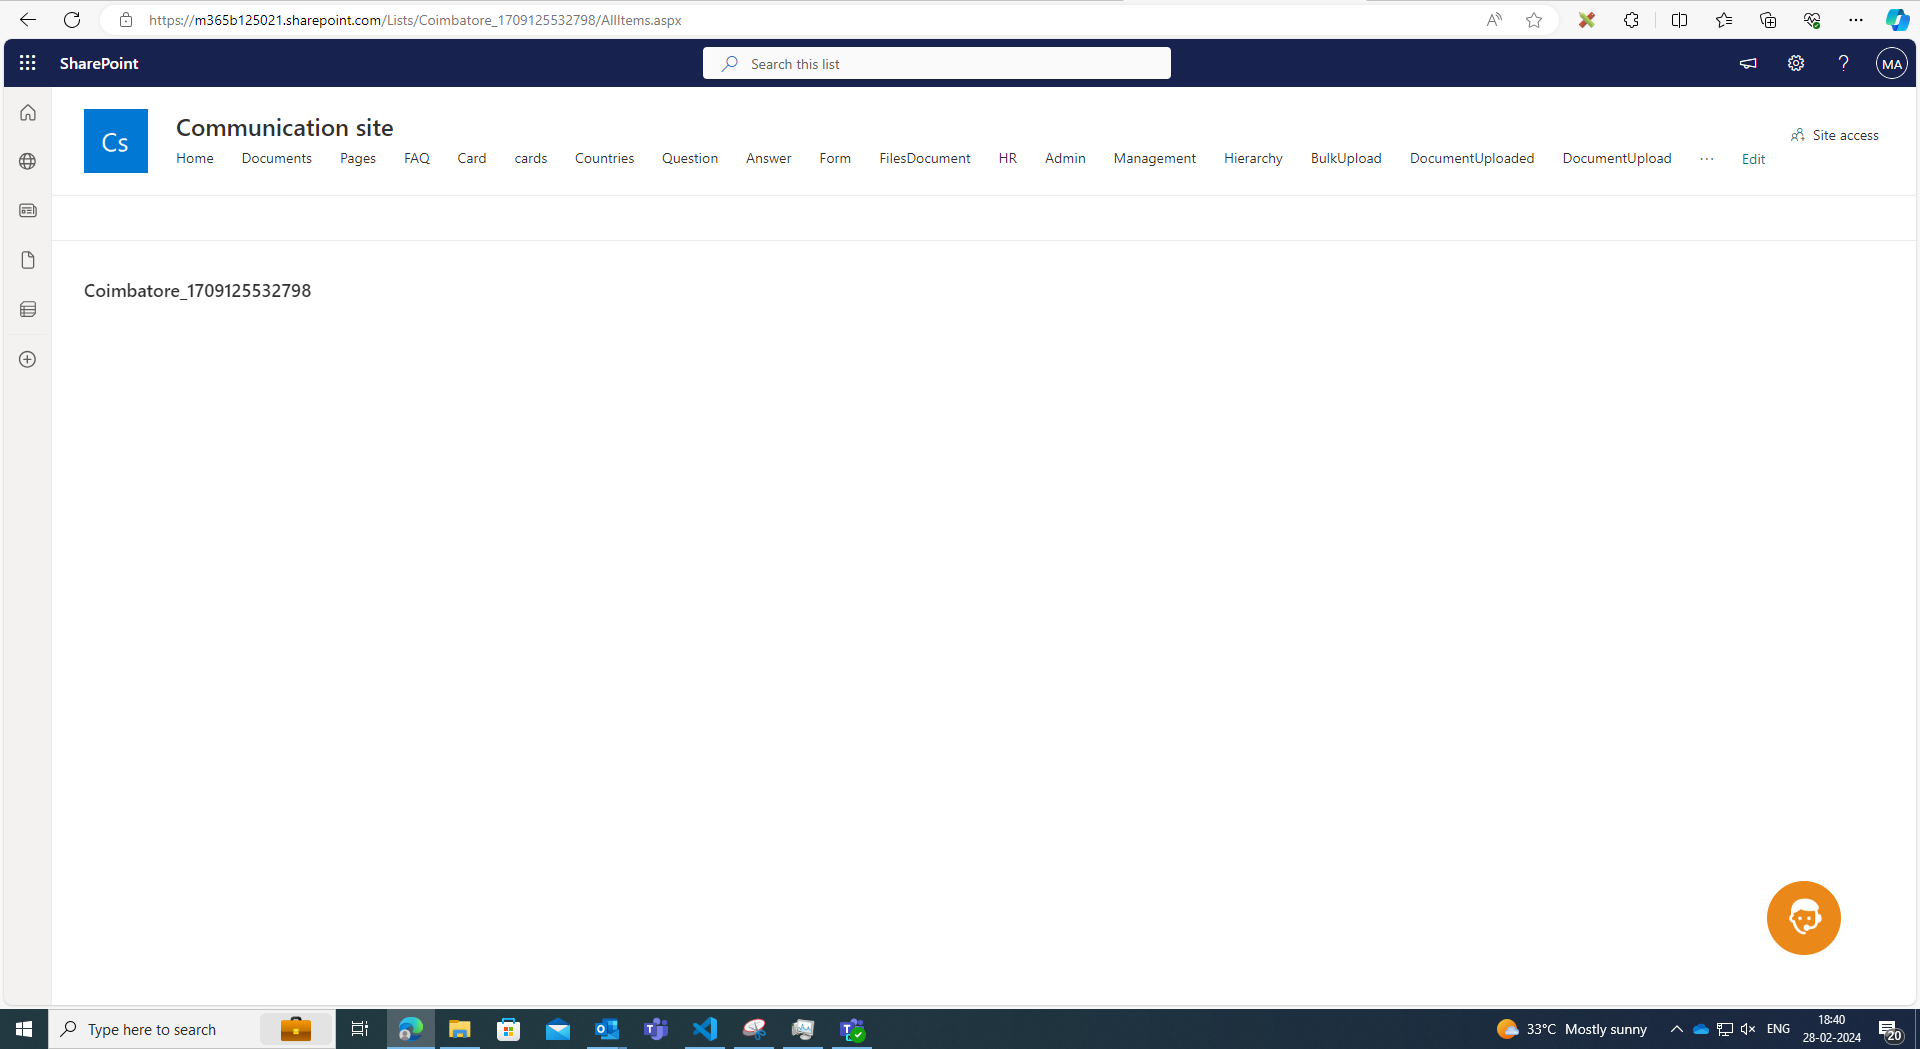 https://m365b125021.sharepoint.com/Lists/Coimbatore_1709125532798/AllItems.aspx
SharePoint
Search this list
MA
Cs
Communication site
Site access
Home Documents Pages FAQ Card cards Countries Question Answer Form FilesDocument HR Admin Management Hierarchy BulkUpload DocumentUploaded DocumentUpload ··· Edit
Coimbatore_1709125532798
Type here to search
33°C Mostly sunny
ENG
18:40
28-02-2024
20